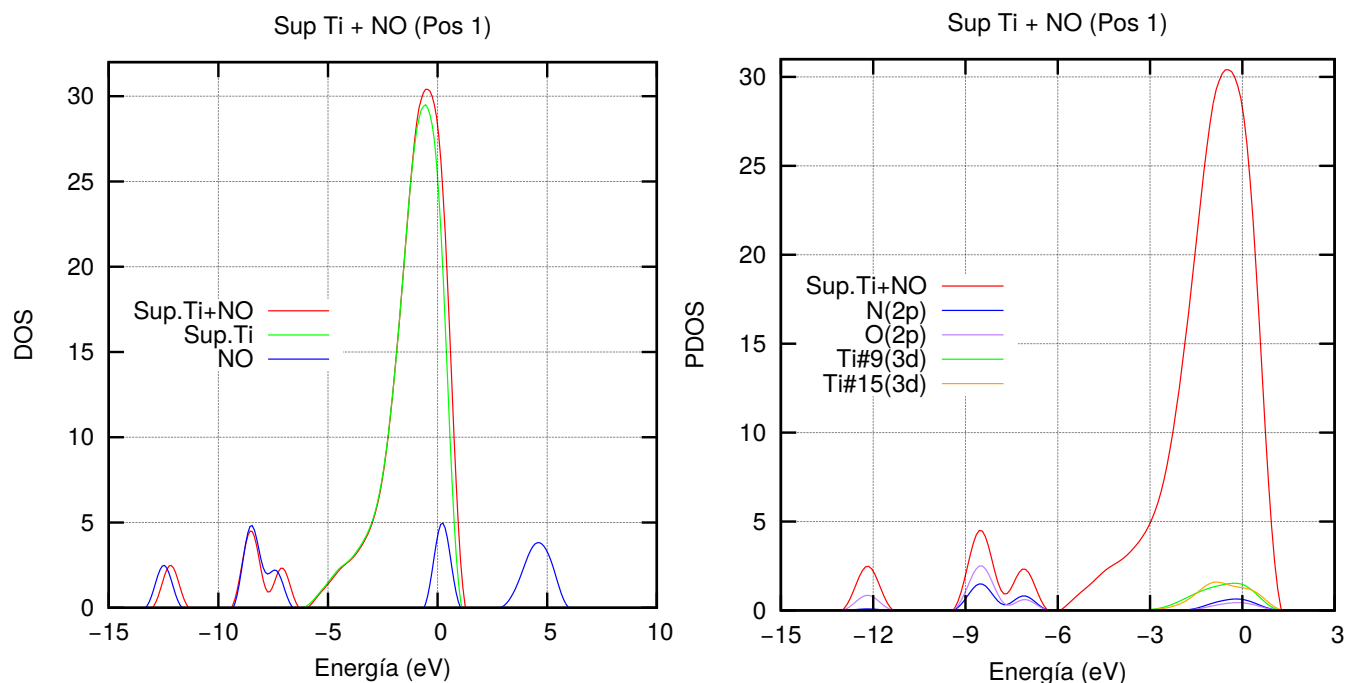 Sup Ti + NO (Pos 1)
DOS
30
25
20
15
10
5
0
Sup.Ti+NO
Sup.Ti
NO
−15
−10
−5
0
5
10
Energía (eV)
Sup Ti + NO (Pos 1)
PDOS
30
25
20
15
10
5
0
Sup.Ti+NO
N(2p)
O(2p)
Ti#9(3d)
Ti#15(3d)
−15
−12
−9
−6
−3
0
3
Energía (eV)